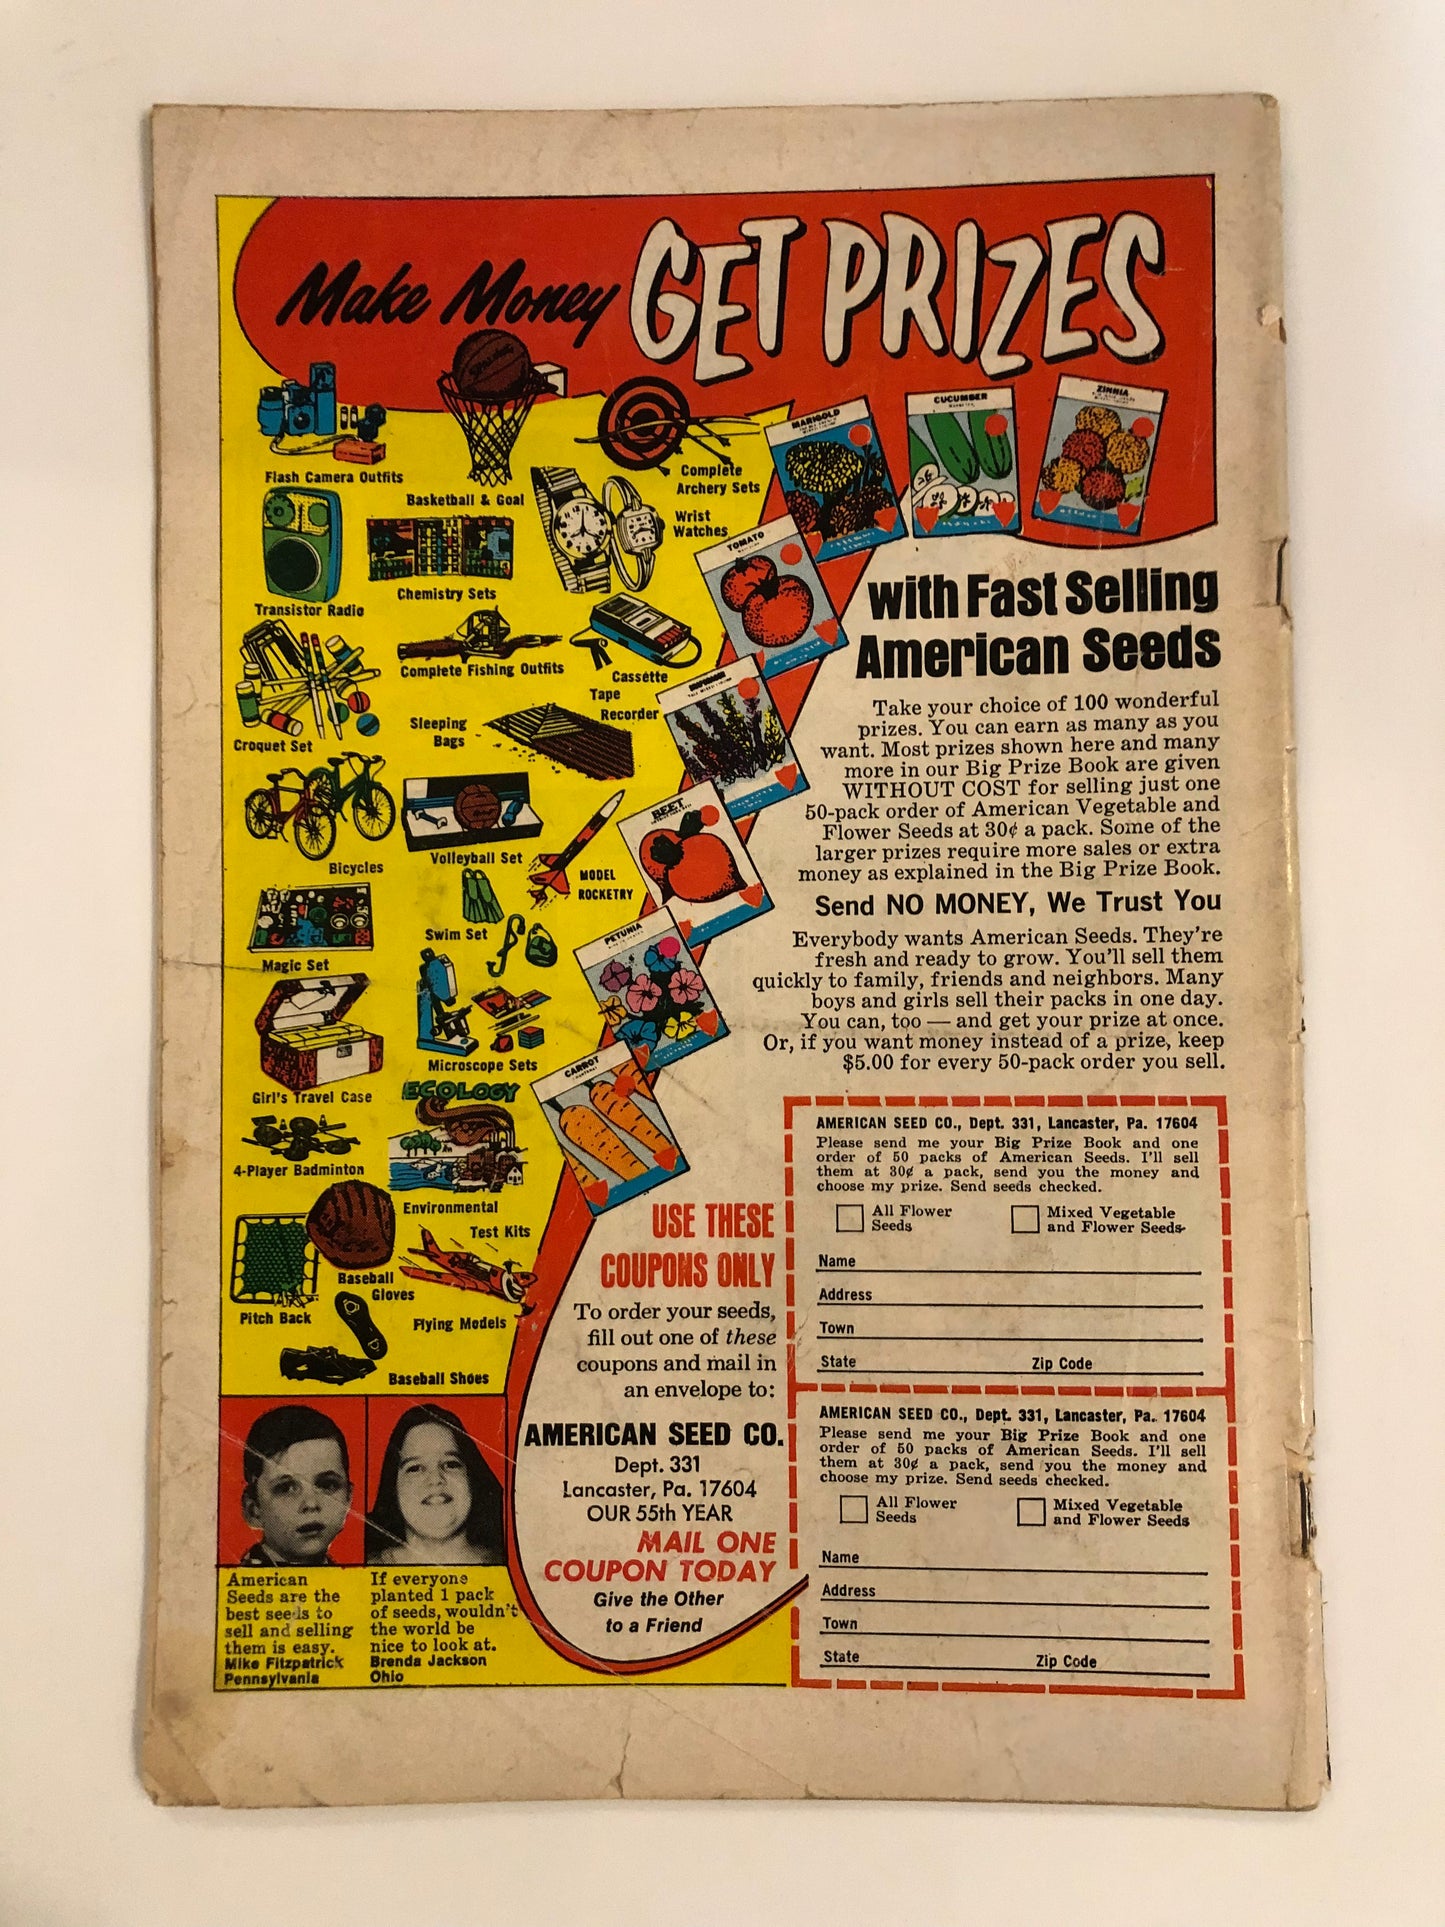 Make Money GET PRIZES
Flash Camera Outfits
Basketball & Goal
Complete
Archery Sets
Transistor Radio
Chemistry Sets
Wrist
Watches
Croquet Set
Complete Fishing Outfits
Cassette
Tape
Recorder
Sleeping
Bags
Bicycles
Volleyball Set
MODEL
ROCKETRY
Magic Set
Swim Set
Girl's Travel Case
Microscope Sets
ECOLOGY
4-Player Badminton
Environmental
Test Kits
Pitch Back
Baseball
Gloves
Flying Models
Baseball Shoes
MARIGOLD
CUCUMBER
ZINNIA
TOMATO
BEET
PETUNIA
CARROT
with Fast Selling
American Seeds
Take your choice of 100 wonderful
prizes. You can earn as many as you
want. Most prizes shown here and many
more in our Big Prize Book are given
WITHOUT COST for selling just one
50-pack order of American Vegetable and
Flower Seeds at 30¢ a pack. Some of the
larger prizes require more sales or extra
money as explained in the Big Prize Book.
Send NO MONEY, We Trust You
Everybody wants American Seeds. They're
fresh and ready to grow. You'll sell them
quickly to family, friends and neighbors. Many
boys and girls sell their packs in one day.
You can, too — and get your prize at once.
Or, if you want money instead of a prize, keep
$5.00 for every 50-pack order you sell.
USE THESE
COUPONS ONLY
To order your seeds,
fill out one of these
coupons and mail in
an envelope to:
AMERICAN SEED CO.
Dept. 331
Lancaster, Pa. 17604
OUR 55th YEAR
MAIL ONE
COUPON TODAY
Give the Other
to a Friend
AMERICAN SEED CO., Dept. 331, Lancaster, Pa. 17604
Please send me your Big Prize Book and one
order of 50 packs of American Seeds. I'll sell
them at 30¢ a pack, send you the money and
choose my prize. Send seeds checked.
All Flower
Seeds
Mixed Vegetable
and Flower Seeds
Name
Address
Town
State Zip Code
AMERICAN SEED CO., Dept. 331, Lancaster, Pa. 17604
Please send me your Big Prize Book and one
order of 50 packs of American Seeds. I'll sell
them at 30¢ a pack, send you the money and
choose my prize. Send seeds checked.
All Flower
Seeds
Mixed Vegetable
and Flower Seeds
Name
Address
Town
State Zip Code
American
Seeds are the
best seeds to
sell and selling
them is easy.
Mike Fitzpatrick
Pennsylvania
If everyone
planted 1 pack
of seeds, wouldn't
the world be
nice to look at.
Brenda Jackson
Ohio